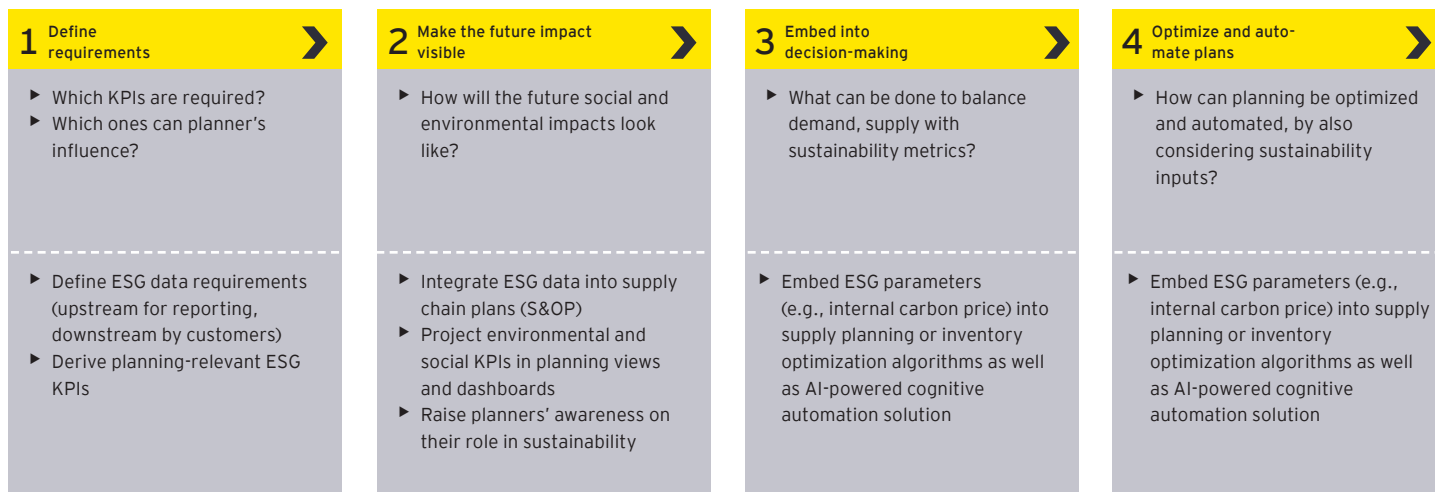 1
Define
requirements
Which KPIs are required?
Which ones can planner's
influence?
Define ESG data requirements
(upstream for reporting,
downstream by customers)
Derive planning-relevant ESG
KPIs
2
Make the future impact
visible
How will the future social and
environmental impacts look
like?
Integrate ESG data into supply
chain plans (S&OP)
Project environmental and
social KPIs in planning views
and dashboards
Raise planners' awareness on
their role in sustainability
3
Embed into
decision-making
What can be done to balance
demand, supply with
sustainability metrics?
Embed ESG parameters
(e.g., internal carbon price) into
supply planning or inventory
optimization algorithms as well
as AI-powered cognitive
automation solution
4
Optimize and auto-
mate plans
How can planning be optimized
and automated, by also
considering sustainability
inputs?
Embed ESG parameters (e.g.,
internal carbon price) into supply
planning or inventory
optimization algorithms as well
as AI-powered cognitive
automation solution